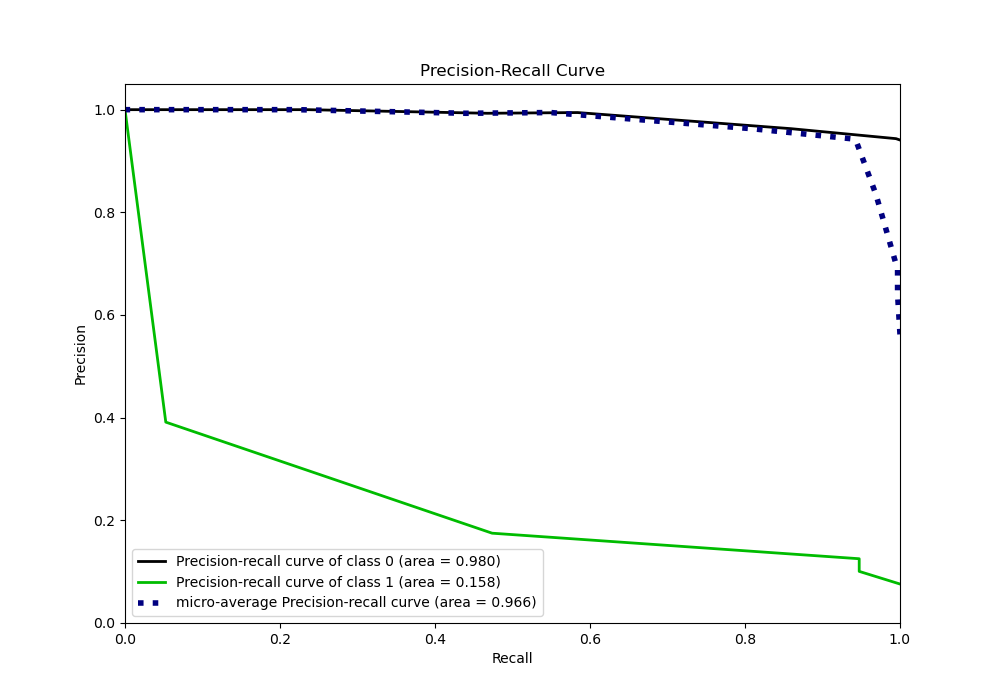 Precision-Recall Curve
1.0
0.8
0.6
0.4
0.2
0.0
Precision
Precision-recall curve of class 0 (area = 0.980)
Precision-recall curve of class 1 (area = 0.158)
micro-average Precision-recall curve (area = 0.966)
0.0 0.2 0.4 0.6 0.8 1.0
Recall